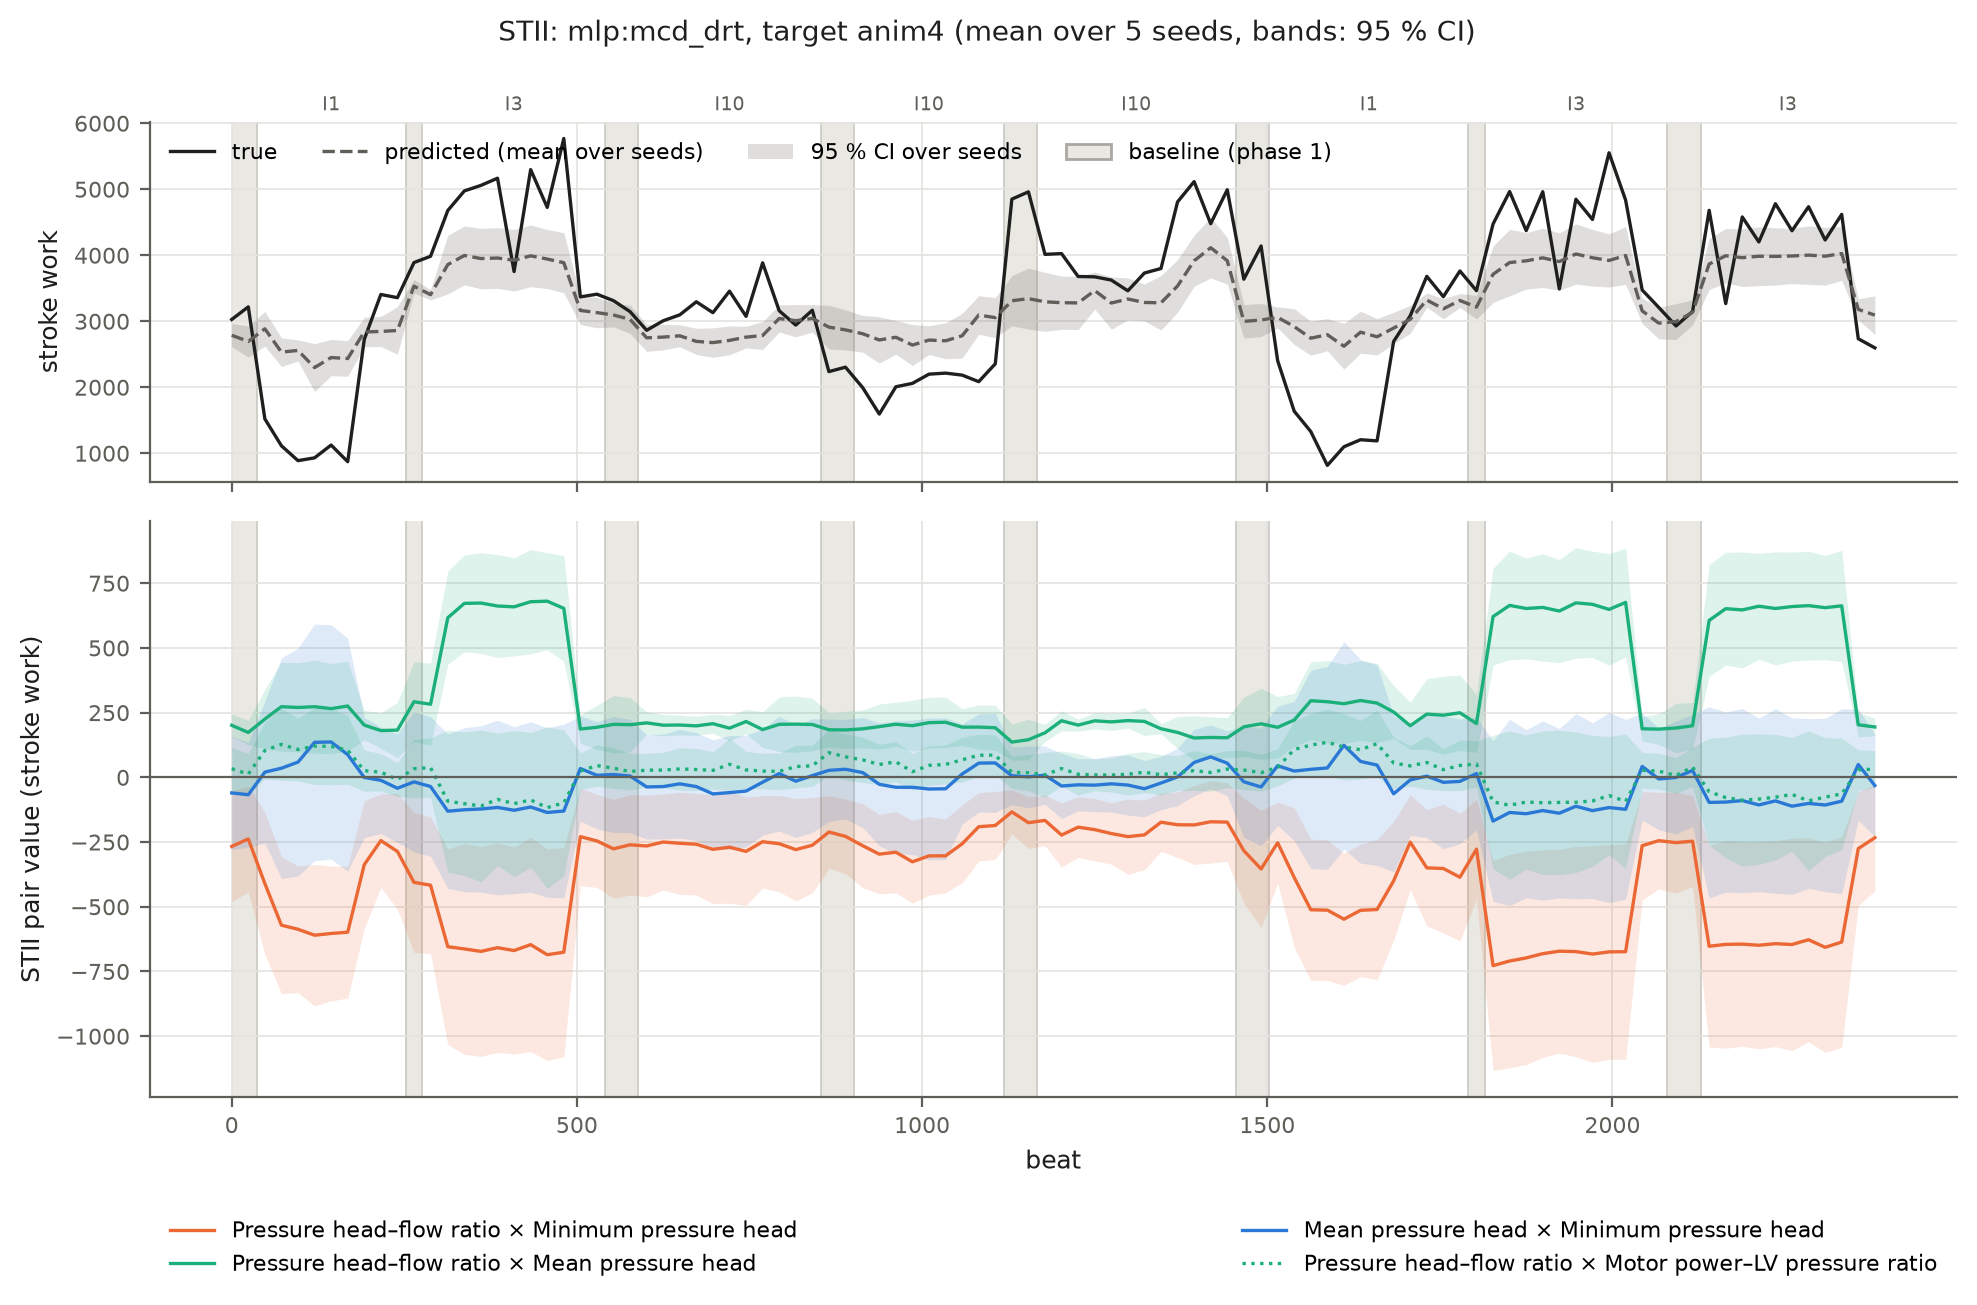 STII: mlp:mcd_drt, target anim4 (mean over 5 seeds, bands: 95 % CI)
I1 I3 I10 I10 I10 I1 I3 I3
true predicted (mean over seeds) 95 % CI over seeds baseline (phase 1)
stroke work
6000
5000
4000
3000
2000
1000
STII pair value (stroke work)
750
500
250
0
−250
−500
−750
−1000
0 500 1000 1500 2000
beat
Pressure head–flow ratio × Minimum pressure head
Pressure head–flow ratio × Mean pressure head
Mean pressure head × Minimum pressure head
Pressure head–flow ratio × Motor power–LV pressure ratio